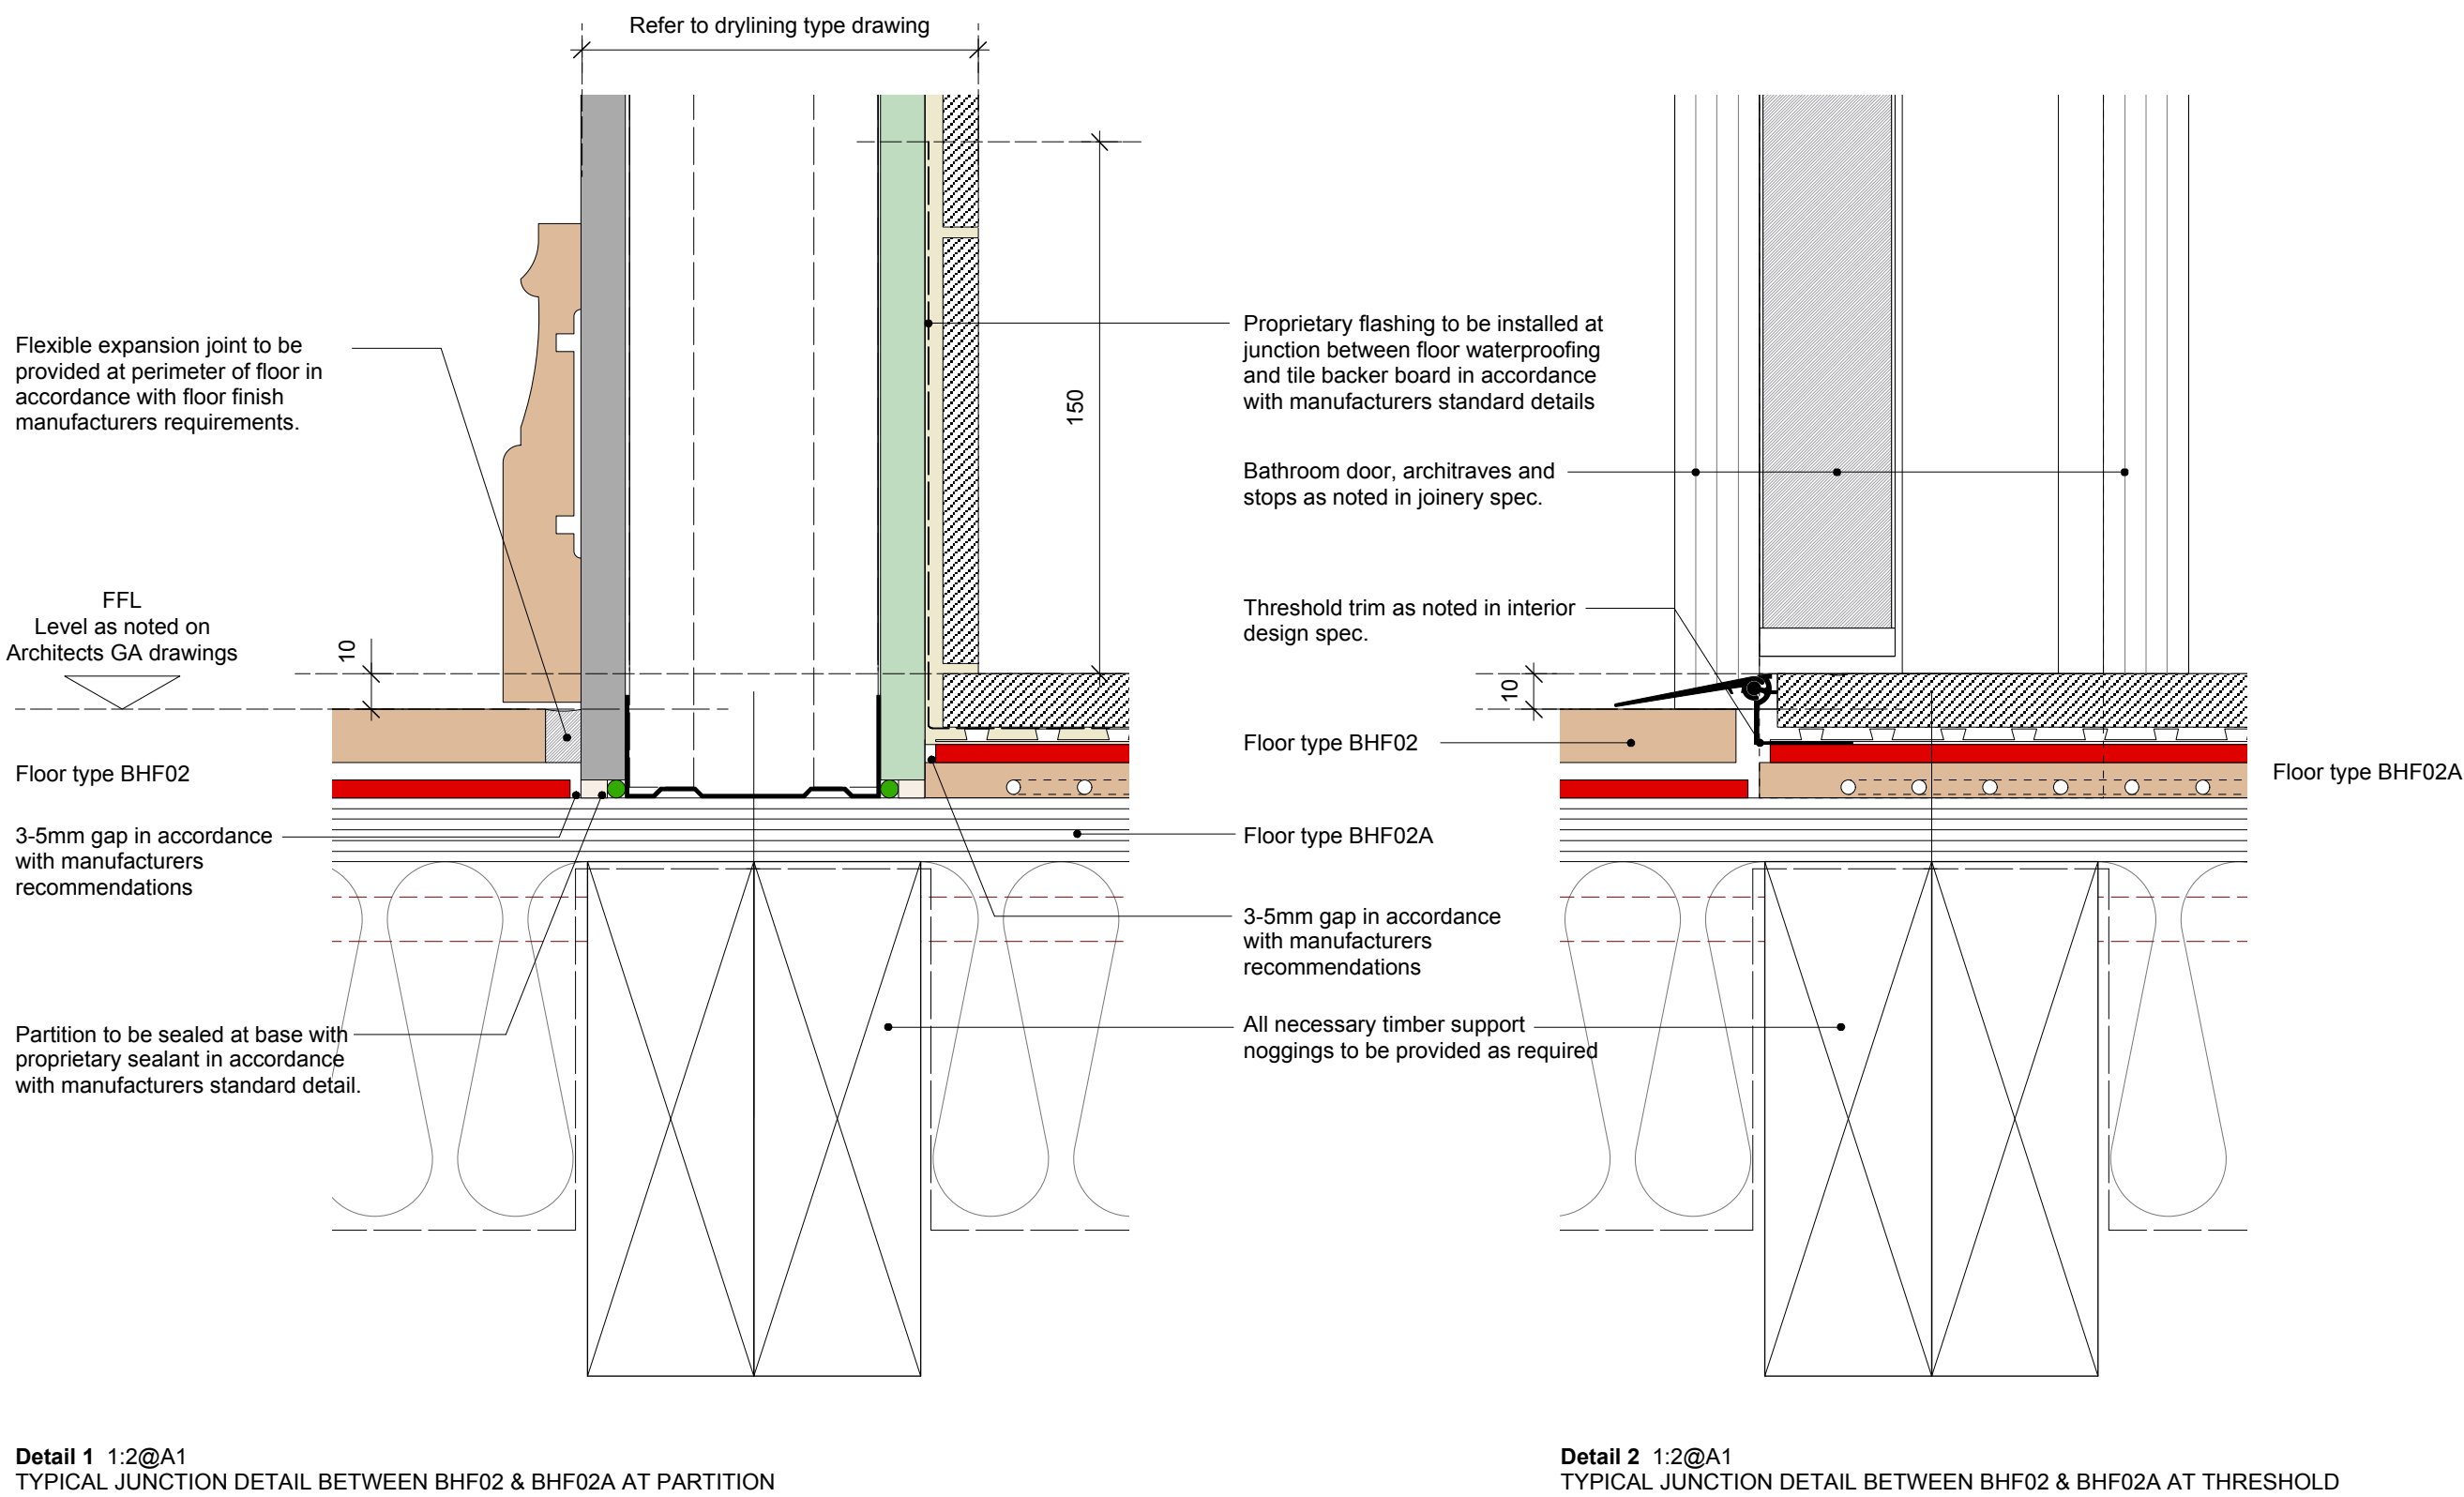 Refer to drylining type drawing
Flexible expansion joint to be
provided at perimeter of floor in
accordance with floor finish
manufacturers requirements.
FFL
Level as noted on
Architects GA drawings
10
Floor type BHF02
3-5mm gap in accordance
with manufacturers
recommendations
Partition to be sealed at base with
proprietary sealant in accordance
with manufacturers standard detail.
150
Proprietary flashing to be installed at
junction between floor waterproofing
and tile backer board in accordance
with manufacturers standard details
Bathroom door, architraves and
stops as noted in joinery spec.
Threshold trim as noted in interior
design spec.
10
Floor type BHF02
Floor type BHF02A
Floor type BHF02A
3-5mm gap in accordance
with manufacturers
recommendations
All necessary timber support
noggings to be provided as required
Detail 1 1:2@A1
TYPICAL JUNCTION DETAIL BETWEEN BHF02 & BHF02A AT PARTITION
Detail 2 1:2@A1
TYPICAL JUNCTION DETAIL BETWEEN BHF02 & BHF02A AT THRESHOLD